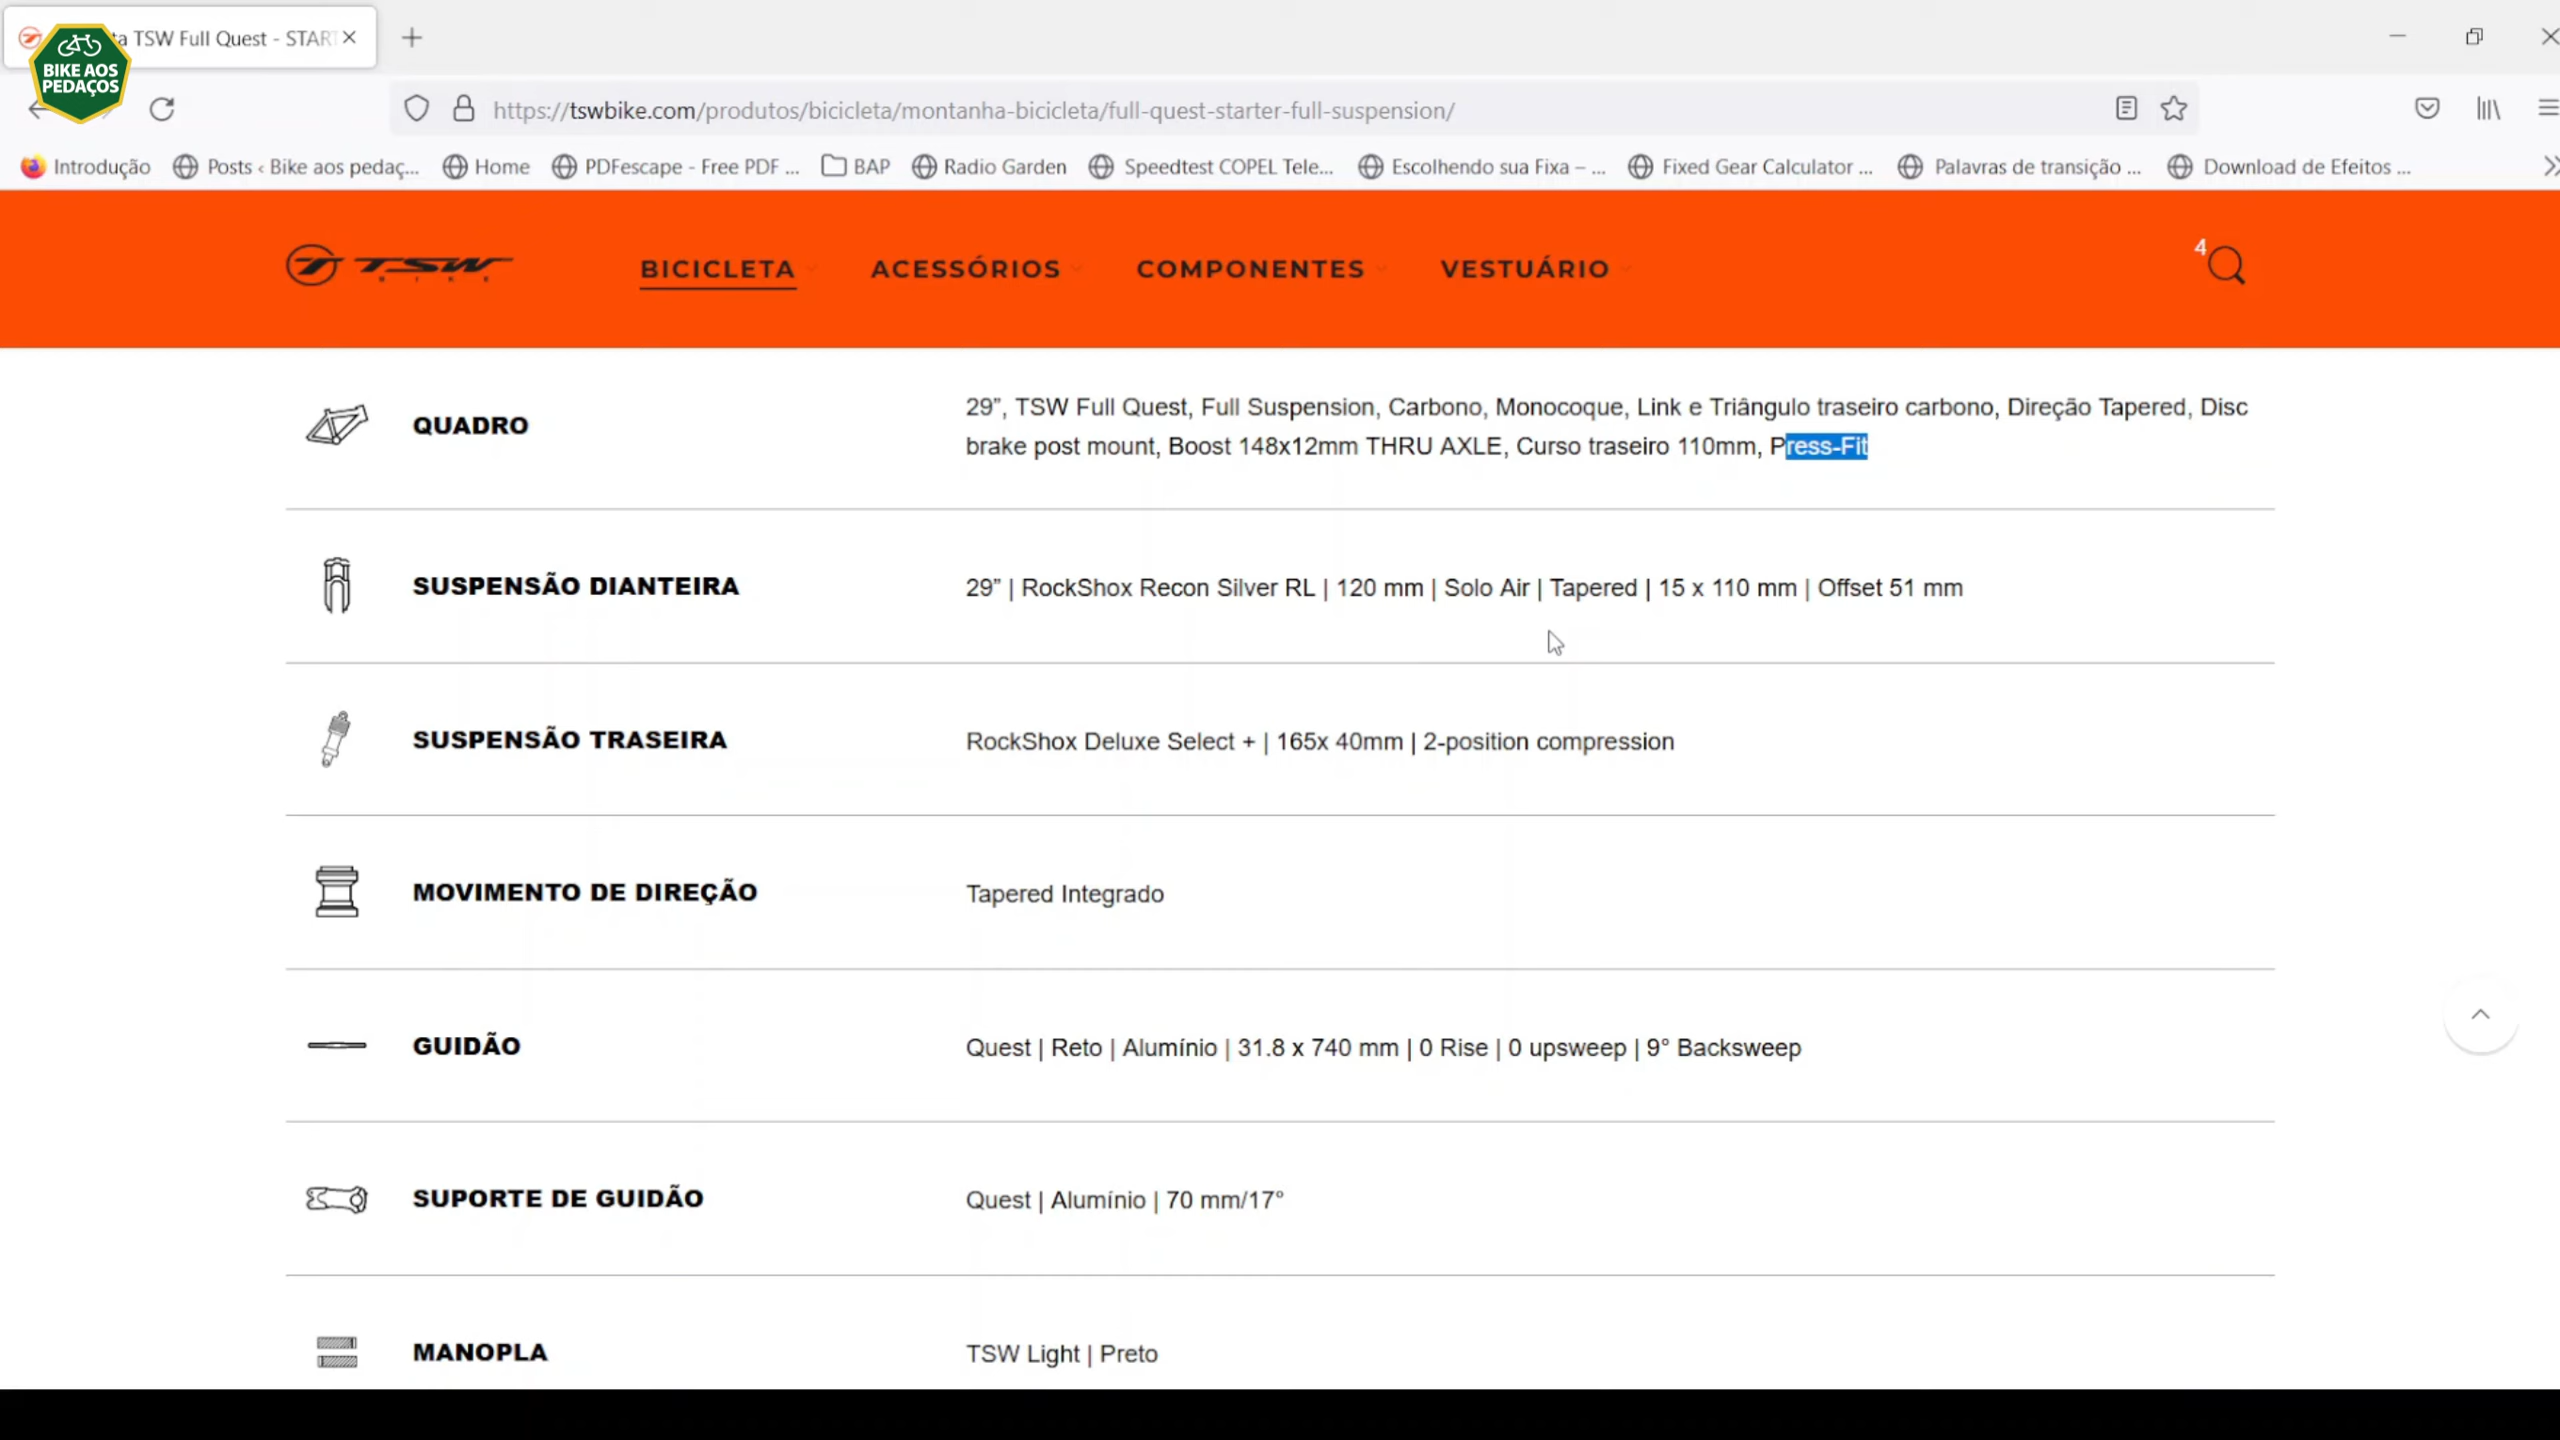 BIKE AOS
PEDAÇOS
a TSW Full Quest - STAR
https://tswbike.com/produtos/bicicleta/montanha-bicicleta/full-quest-starter-full-suspension/
Introdução
Posts ‹ Bike aos pedaç...
Home
PDFescape - Free PDF ...
BAP
Radio Garden
Speedtest COPEL Tele...
Escolhendo sua Fixa – ...
Fixed Gear Calculator ...
Palavras de transição ...
Download de Efeitos ...
TSW
BIKE
BICICLETA
ACESSÓRIOS
COMPONENTES
VESTUÁRIO
4
QUADRO
29”, TSW Full Quest, Full Suspension, Carbono, Monocoque, Link e Triângulo traseiro carbono, Direção Tapered, Disc
brake post mount, Boost 148x12mm THRU AXLE, Curso traseiro 110mm, Press-Fit
SUSPENSÃO DIANTEIRA
29” | RockShox Recon Silver RL | 120 mm | Solo Air | Tapered | 15 x 110 mm | Offset 51 mm
SUSPENSÃO TRASEIRA
RockShox Deluxe Select + | 165x 40mm | 2-position compression
MOVIMENTO DE DIREÇÃO
Tapered Integrado
GUIDÃO
Quest | Reto | Alumínio | 31.8 x 740 mm | 0 Rise | 0 upsweep | 9° Backsweep
SUPORTE DE GUIDÃO
Quest | Alumínio | 70 mm/17°
MANOPLA
TSW Light | Preto